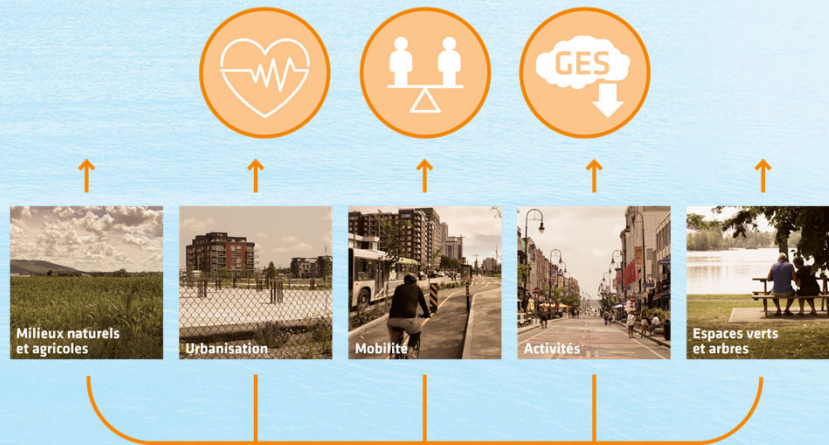 GES
Milieux naturels
et agricoles
Urbanisation
Mobilité
Activités
Espaces verts
et arbres